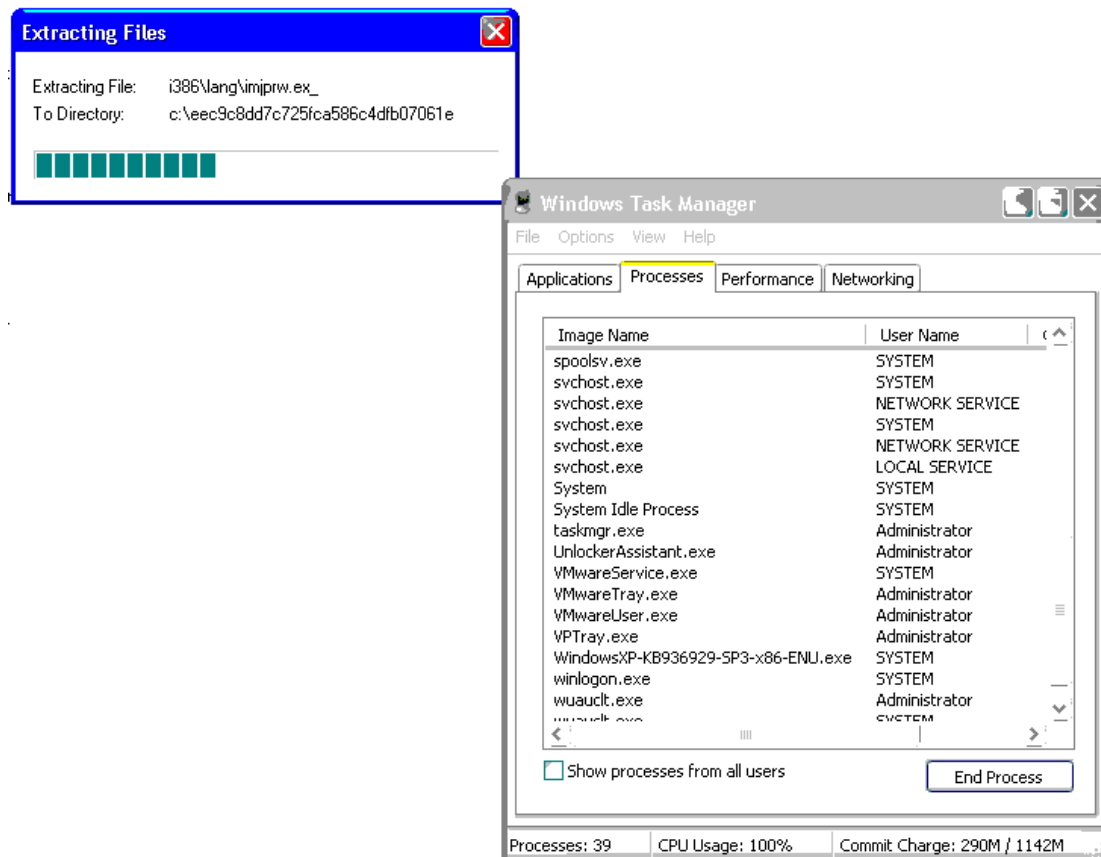 Extracting Files
Extracting File: i386\lang\imjprw.ex_
To Directory: c:\eec9c8dd7c725fca586c4dfb07061e
Windows Task Manager
File Options View Help
Applications Processes Performance Networking
Image Name User Name
spoolsv.exe SYSTEM
svchost.exe SYSTEM
svchost.exe NETWORK SERVICE
svchost.exe SYSTEM
svchost.exe NETWORK SERVICE
svchost.exe LOCAL SERVICE
System SYSTEM
System Idle Process SYSTEM
taskmgr.exe Administrator
UnlockerAssistant.exe Administrator
VMwareService.exe SYSTEM
VMwareTray.exe Administrator
VMwareUser.exe Administrator
VPTray.exe Administrator
WindowsXP-KB936929-SP3-x86-ENU.exe SYSTEM
winlogon.exe SYSTEM
wuauclt.exe Administrator
wuauclt.exe SYSTEM
Show processes from all users
End Process
Processes: 39 CPU Usage: 100% Commit Charge: 290M / 1142M